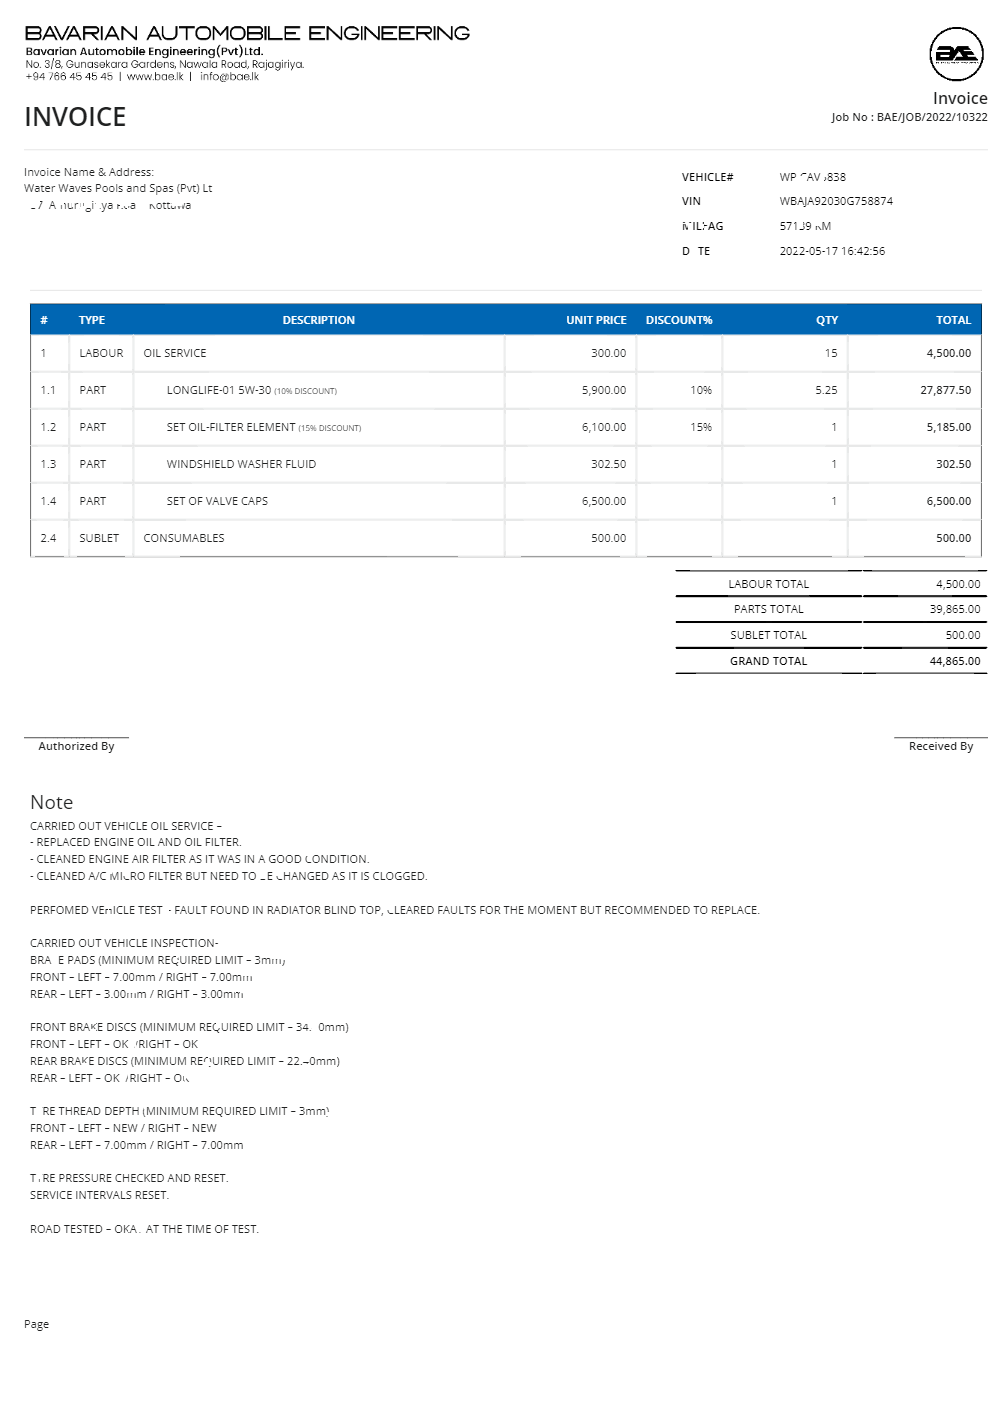 BAVARIAN AUTOMOBILE ENGINEERING
Bavarian Automobile Engineering(Pvt)Ltd.
No. 3/8, Gunasekara Gardens, Nawala Road, Rajagiriya.
+94 766 45 45 45 | www.bae.lk | info@bae.lk
BAE
INVOICE
Invoice
Job No : BAE/JOB/2022/10322
Invoice Name & Address:
Water Waves Pools and Spas (Pvt) Lt
Kottawa
VEHICLE# WP CAV
VIN WBAJA92030G758874
MILEAG KM
DATE 2022-05-17 16:42:56
# TYPE DESCRIPTION UNIT PRICE DISCOUNT% QTY TOTAL
1 LABOUR OIL SERVICE 300.00 15 4,500.00
1.1 PART LONGLIFE-01 5W-30 (10% DISCOUNT) 5,900.00 10% 5.25 27,877.50
1.2 PART SET OIL-FILTER ELEMENT (15% DISCOUNT) 6,100.00 15% 1 5,185.00
1.3 PART WINDSHIELD WASHER FLUID 302.50 1 302.50
1.4 PART SET OF VALVE CAPS 6,500.00 1 6,500.00
2.4 SUBLET CONSUMABLES 500.00 500.00
LABOUR TOTAL 4,500.00
PARTS TOTAL 39,865.00
SUBLET TOTAL 500.00
GRAND TOTAL 44,865.00
Authorized By Received By
Note
CARRIED OUT VEHICLE OIL SERVICE –
- REPLACED ENGINE OIL AND OIL FILTER.
- CLEANED ENGINE AIR FILTER AS IT WAS IN A GOOD CONDITION.
- CLEANED A/C MICRO FILTER BUT NEED TO BE CHANGED AS IT IS CLOGGED.
PERFOMED VEHICLE TEST - FAULT FOUND IN RADIATOR BLIND TOP, CLEARED FAULTS FOR THE MOMENT BUT RECOMMENDED TO REPLACE.
CARRIED OUT VEHICLE INSPECTION-
BRAKE PADS (MINIMUM REQUIRED LIMIT – 3mm)
FRONT – LEFT – 7.00mm / RIGHT – 7.00mm
REAR – LEFT – 3.00mm / RIGHT – 3.00mm
FRONT BRAKE DISCS (MINIMUM REQUIRED LIMIT –
FRONT – LEFT – OK /RIGHT – OK
REAR BRAKE DISCS (MINIMUM REQUIRED LIMIT – 22.40mm)
REAR – LEFT – OK /RIGHT – OK
TYRE THREAD DEPTH (MINIMUM REQUIRED LIMIT – 3mm)
FRONT – LEFT – NEW / RIGHT – NEW
REAR – LEFT – 7.00mm / RIGHT – 7.00mm
TYRE PRESSURE CHECKED AND RESET.
SERVICE INTERVALS RESET.
ROAD TESTED – OKAY AT THE TIME OF TEST.
Page